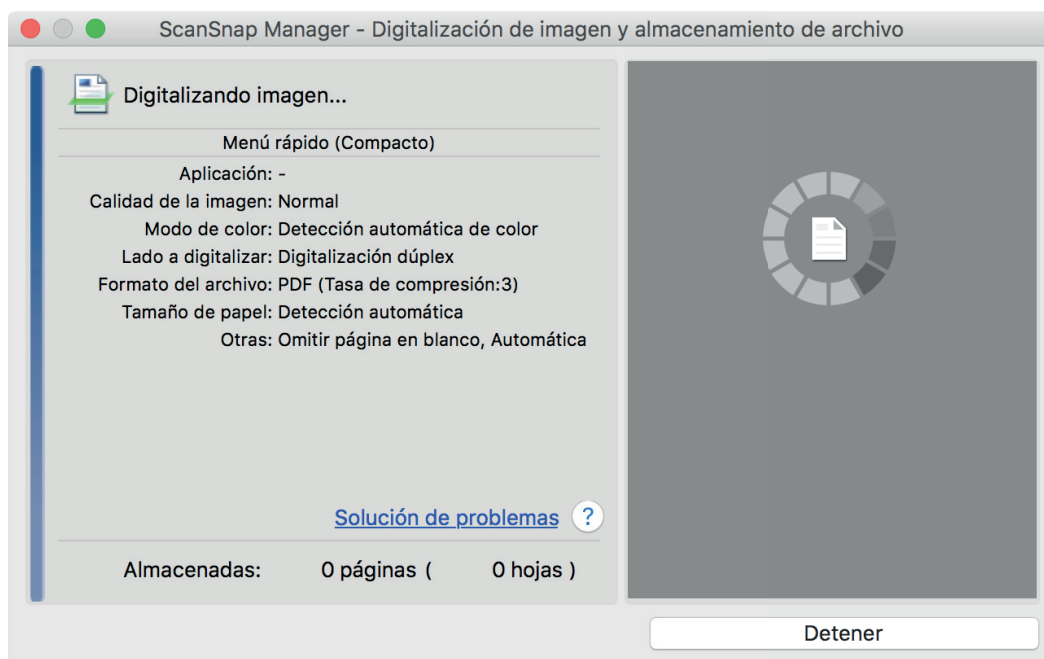 ScanSnap Manager - Digitalización de imagen y almacenamiento de archivo
Digitalizando imagen...
Menú rápido (Compacto)
Aplicación: -
Calidad de la imagen: Normal
Modo de color: Detección automática de color
Lado a digitalizar: Digitalización dúplex
Formato del archivo: PDF (Tasa de compresión:3)
Tamaño de papel: Detección automática
Otras: Omitir página en blanco, Automática
Solución de problemas ?
Almacenadas: 0 páginas ( 0 hojas )
Detener